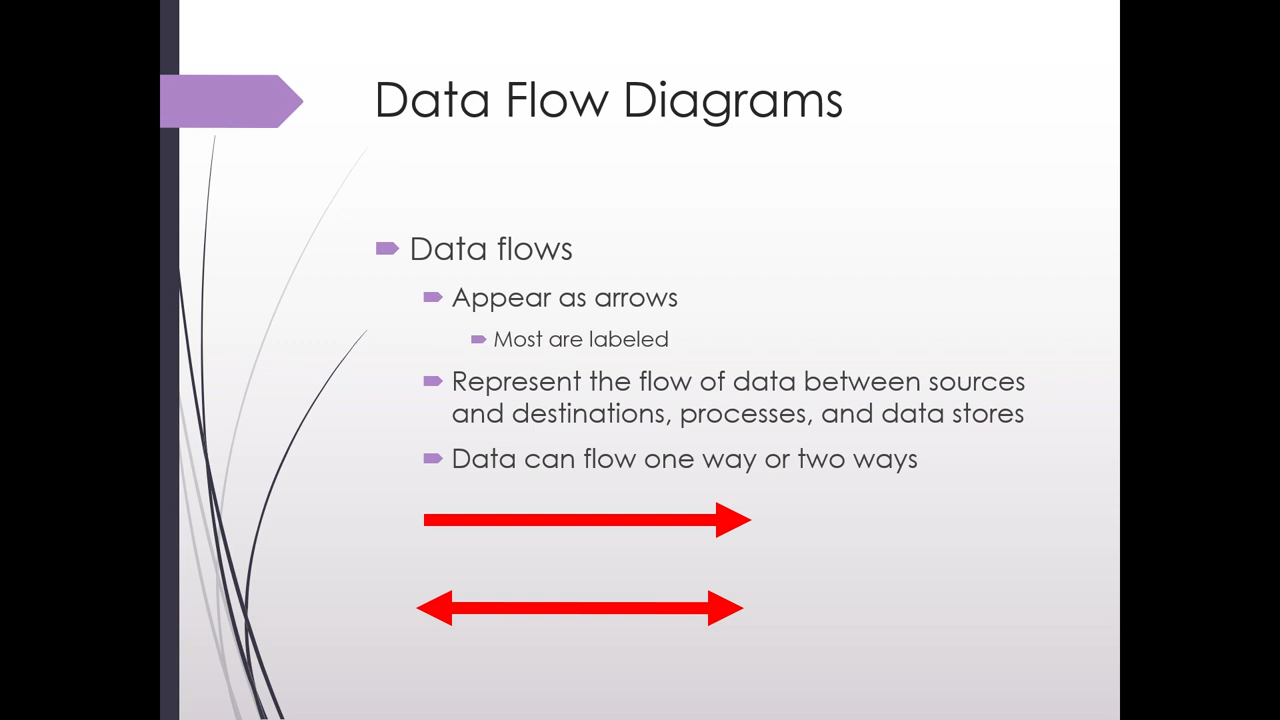 Data Flow Diagrams
Data flows
Appear as arrows
Most are labeled
Represent the flow of data between sources
and destinations, processes, and data stores
Data can flow one way or two ways